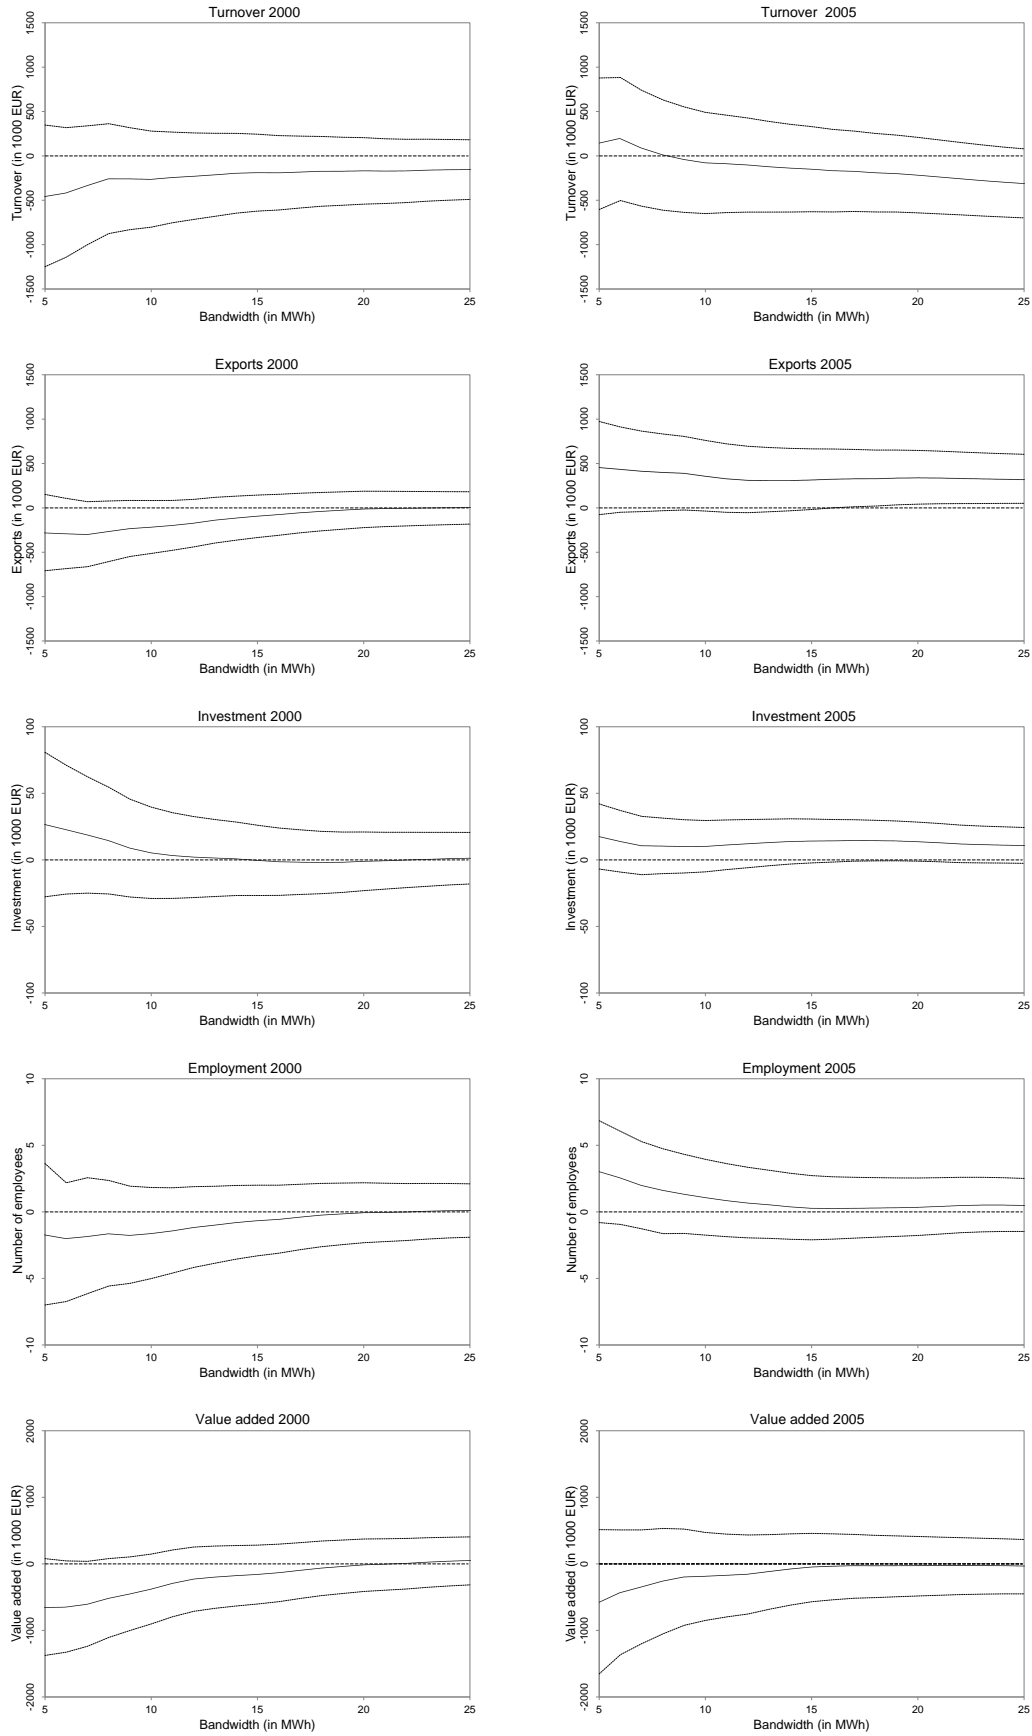 Turnover 2000
Turnover (in 1000 EUR)
-1500 -1000 -500 0 500 1000 1500
5 10 15 20 25
Bandwidth (in MWh)
Turnover 2005
Turnover (in 1000 EUR)
-1500 -1000 -500 0 500 1000 1500
5 10 15 20 25
Bandwidth (in MWh)
Exports 2000
Exports (in 1000 EUR)
-1500 -1000 -500 0 500 1000 1500
5 10 15 20 25
Bandwidth (in MWh)
Exports 2005
Exports (in 1000 EUR)
-1500 -1000 -500 0 500 1000 1500
5 10 15 20 25
Bandwidth (in MWh)
Investment 2000
Investment (in 1000 EUR)
-100 -50 0 50 100
5 10 15 20 25
Bandwidth (in MWh)
Investment 2005
Investment (in 1000 EUR)
-100 -50 0 50 100
5 10 15 20 25
Bandwidth (in MWh)
Employment 2000
Number of employees
-10 -5 0 5 10
5 10 15 20 25
Bandwidth (in MWh)
Employment 2005
Number of employees
-10 -5 0 5 10
5 10 15 20 25
Bandwidth (in MWh)
Value added 2000
Value added (in 1000 EUR)
-2000 -1000 0 1000 2000
5 10 15 20 25
Bandwidth (in MWh)
Value added 2005
Value added (in 1000 EUR)
-2000 -1000 0 1000 2000
5 10 15 20 25
Bandwidth (in MWh)